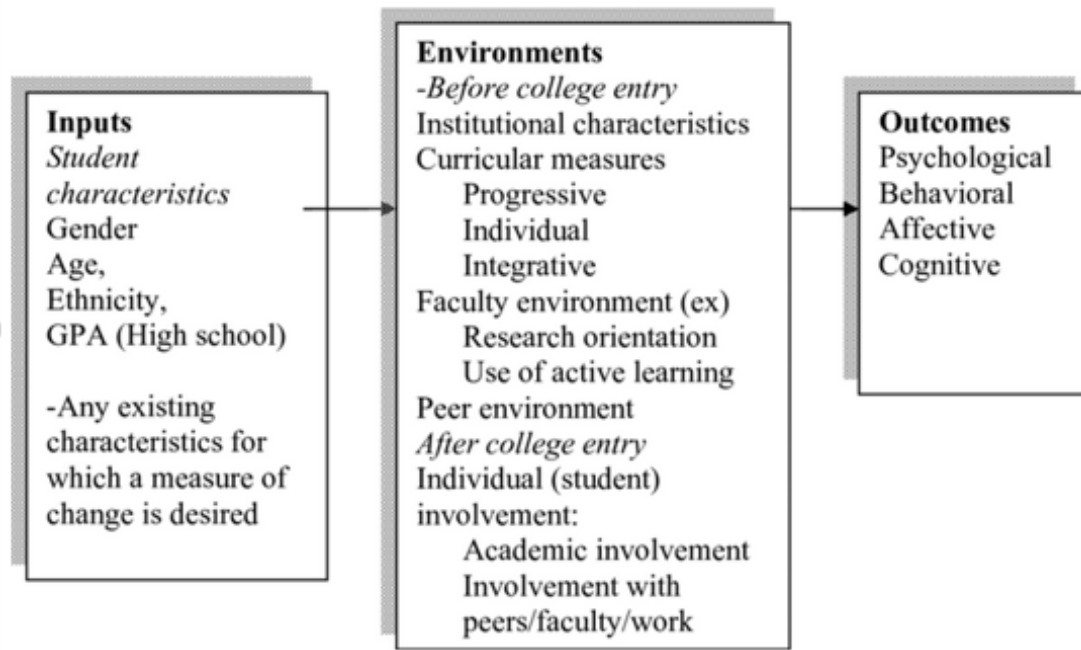 Inputs
Student
characteristics
Gender
Age,
Ethnicity,
GPA (High school)
-Any existing
characteristics for
which a measure of
change is desired
Environments
-Before college entry
Institutional characteristics
Curricular measures
Progressive
Individual
Integrative
Faculty environment (ex)
Research orientation
Use of active learning
Peer environment
After college entry
Individual (student)
involvement:
Academic involvement
Involvement with
peers/faculty/work
Outcomes
Psychological
Behavioral
Affective
Cognitive